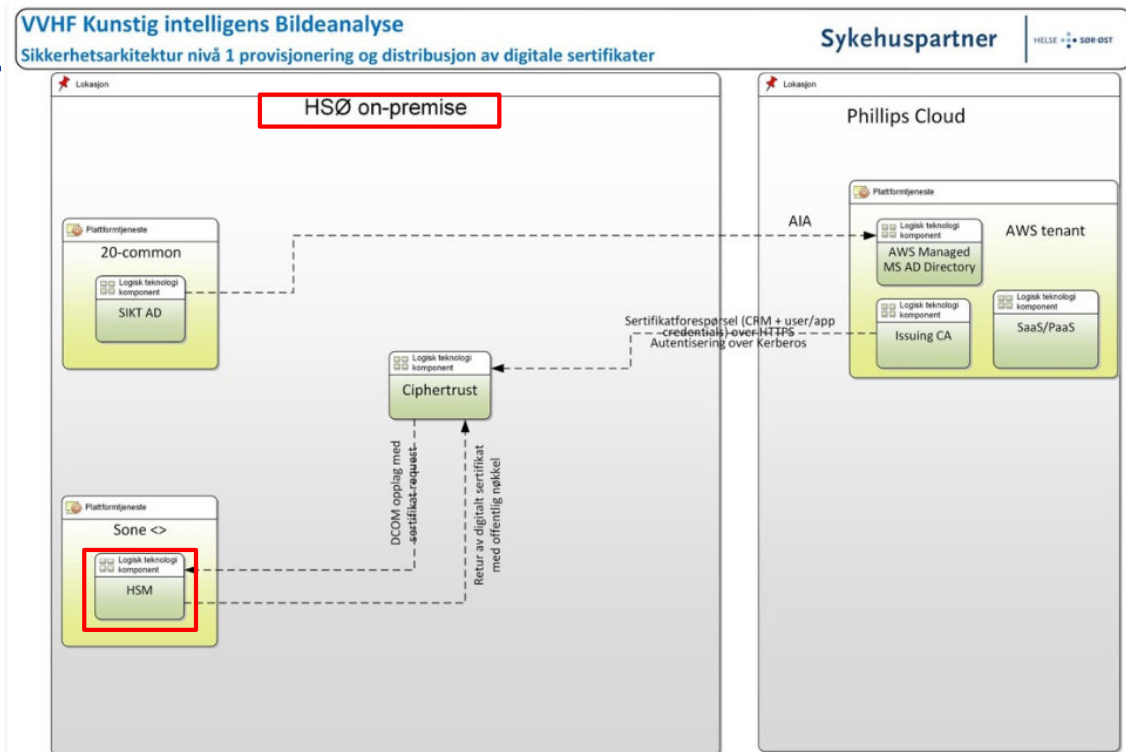 VVHF Kunstig intelligens Bildeanalyse
Sikkerhetsarkitektur nivå 1 provisjonering og distribusjon av digitale sertifikater
Sykehuspartner
HELSE SØR-ØST
Lokasjon
HSØ on-premise
Plattformtjeneste
20-common
Logisk teknologi
komponent
SIKT AD
Logisk teknologi
komponent
Ciphertrust
DCOM opplag med
sertifikat request
Retur av digitalt sertifikat
med offentlig nøkkel
Plattformtjeneste
Sone <>
Logisk teknologi
komponent
HSM
Lokasjon
Phillips Cloud
AIA
Plattformtjeneste
AWS tenant
Logisk teknologi
komponent
AWS Managed
MS AD Directory
Sertifikatforespørsel (CRM + user/app
credentials) over HTTPS
Autentisering over Kerberos
Logisk teknologi
komponent
Issuing CA
Logisk teknologi
komponent
SaaS/PaaS